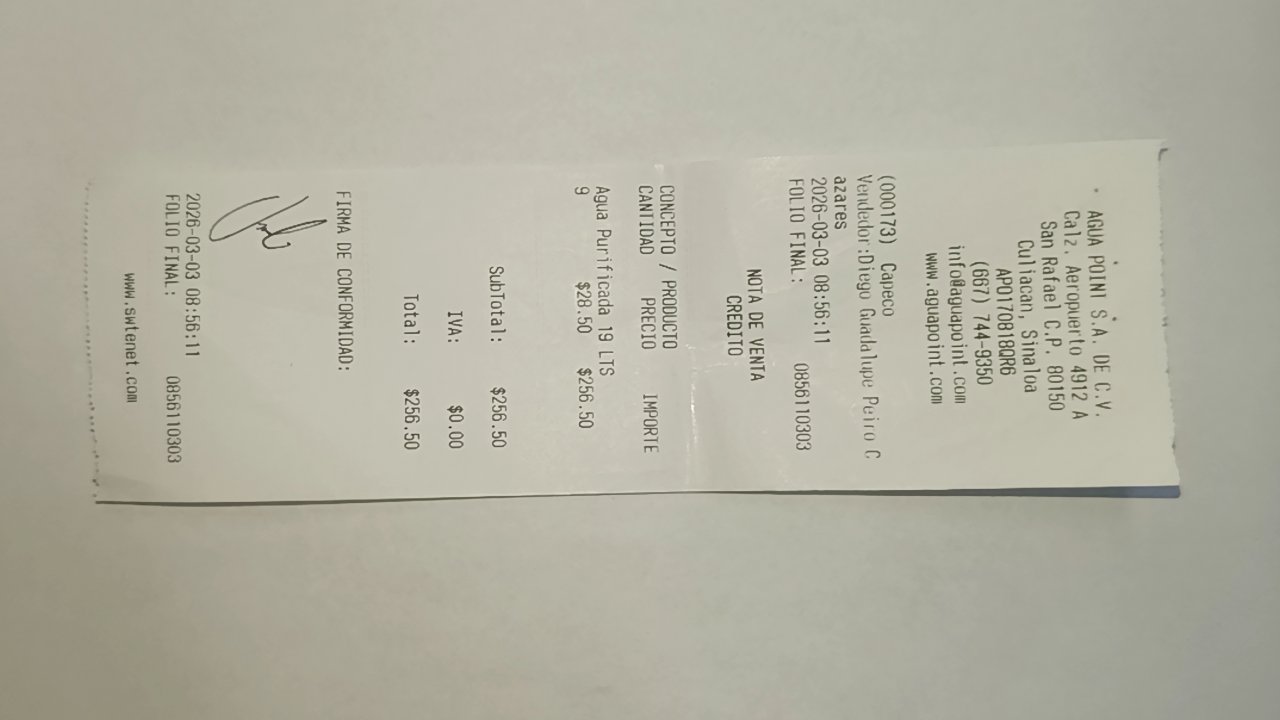 AGUA POINT S.A. DE C.V.
Calz. Aeropuerto 4912 A
San Rafael C.P. 80150
Culiacan, Sinaloa
APO170818QR6
(667) 744-9350
info@aguapoint.com
www.aguapoint.com
(000173) Capeco
Vendedor:Diego Guadalupe Peiro C
azares
2026-03-03 08:56:11
FOLIO FINAL: 0856110303
NOTA DE VENTA
CREDITO
CONCEPTO / PRODUCTO
CANTIDAD PRECIO IMPORTE
Agua Purificada 19 LTS
9 $28.50 $256.50
SubTotal: $256.50
IVA: $0.00
Total: $256.50
FIRMA DE CONFORMIDAD:
2026-03-03 08:56:11
FOLIO FINAL: 0856110303
www.swtenet.com